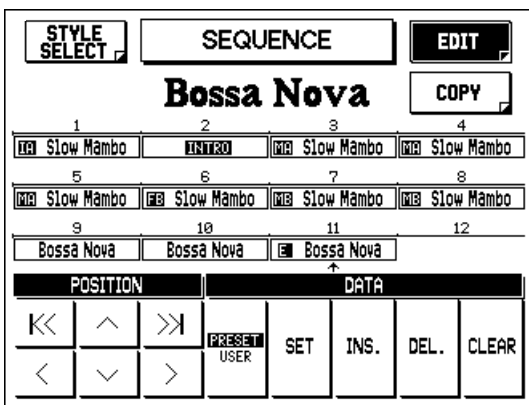 STYLE SELECT SEQUENCE EDIT
Bossa Nova COPY
1 2 3 4
IA Slow Mambo INTRO MA Slow Mambo MA Slow Mambo
5 6 7 8
MA Slow Mambo FB Slow Mambo MB Slow Mambo MB Slow Mambo
9 10 11 12
Bossa Nova Bossa Nova E Bossa Nova
POSITION DATA
PRESET SET INS. DEL. CLEAR
USER